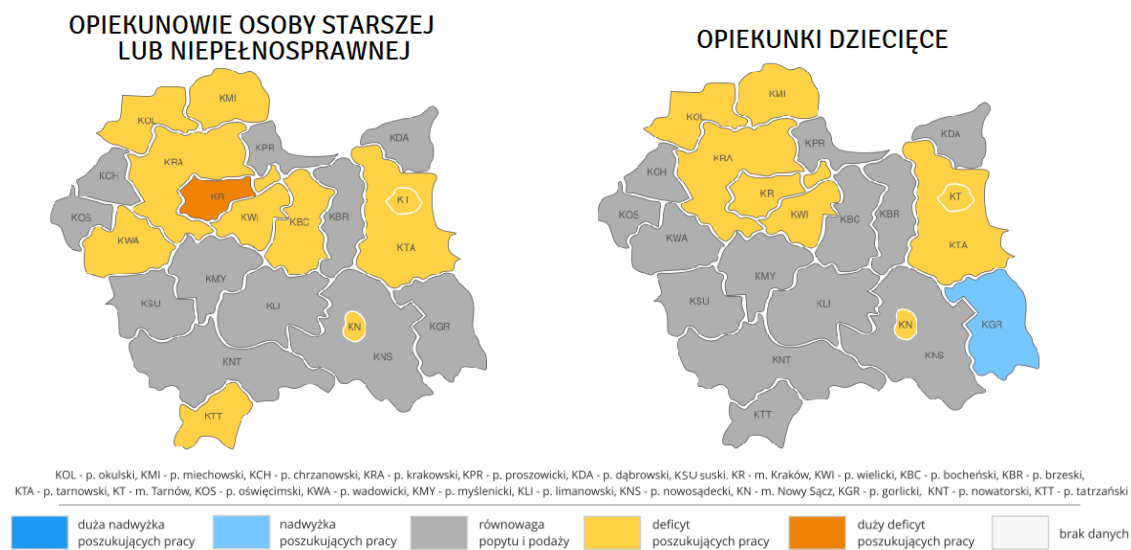 OPIEKUNOWIE OSOBY STARSZEJ
LUB NIEPEŁNOSPRAWNEJ
KMI
KOL
KDA
KPR
KRA
KCH
KR
KT
KOS
KWI
KBC
KBR
KWA
KTA
KMY
KSU
KLI
KN
KGR
KNT
KNS
KTT
OPIEKUNKI DZIECIĘCE
KMI
KOL
KDA
KPR
KRA
KCH
KR
KT
KOS
KWI
KBC
KBR
KWA
KTA
KMY
KSU
KLI
KN
KGR
KNT
KNS
KTT
KOL - p. okulski, KMI - p. miechowski, KCH - p. chrzanowski, KRA - p. krakowski, KPR - p. proszowicki, KDA - p. dąbrowski, KSU suski. KR - m. Kraków, KWI - p. wielicki, KBC - p. bocheński, KBR - p. brzeski,
KTA - p. tarnowski, KT - m. Tarnów, KOS - p. oświęcimski, KWA - p. wadowicki, KMY - p. myślenicki, KLI - p. limanowski, KNS - p. nowosądecki, KN - m. Nowy Sącz, KGR - p. gorlicki, KNT - p. nowatorski, KTT - p. tatrzański
duża nadwyżka
poszukujących pracy
nadwyżka
poszukujących pracy
równowaga
popytu i podaży
deficyt
poszukujących pracy
duży deficyt
poszukujących pracy
brak danych